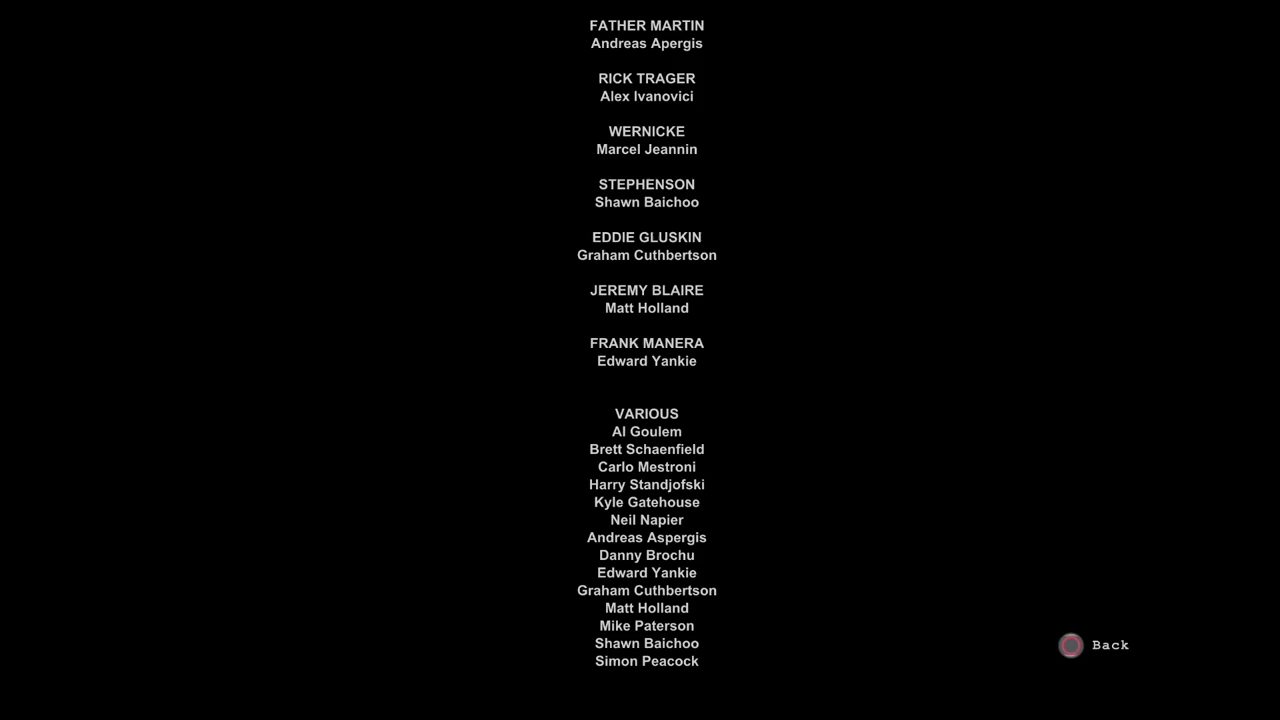 FATHER MARTIN
Andreas Apergis
RICK TRAGER
Alex Ivanovici
WERNICKE
Marcel Jeannin
STEPHENSON
Shawn Baichoo
EDDIE GLUSKIN
Graham Cuthbertson
JEREMY BLAIRE
Matt Holland
FRANK MANERA
Edward Yankie
VARIOUS
Al Goulem
Brett Schaenfield
Carlo Mestroni
Harry Standjofski
Kyle Gatehouse
Neil Napier
Andreas Aspergis
Danny Brochu
Edward Yankie
Graham Cuthbertson
Matt Holland
Mike Paterson
Shawn Baichoo
Simon Peacock
Back